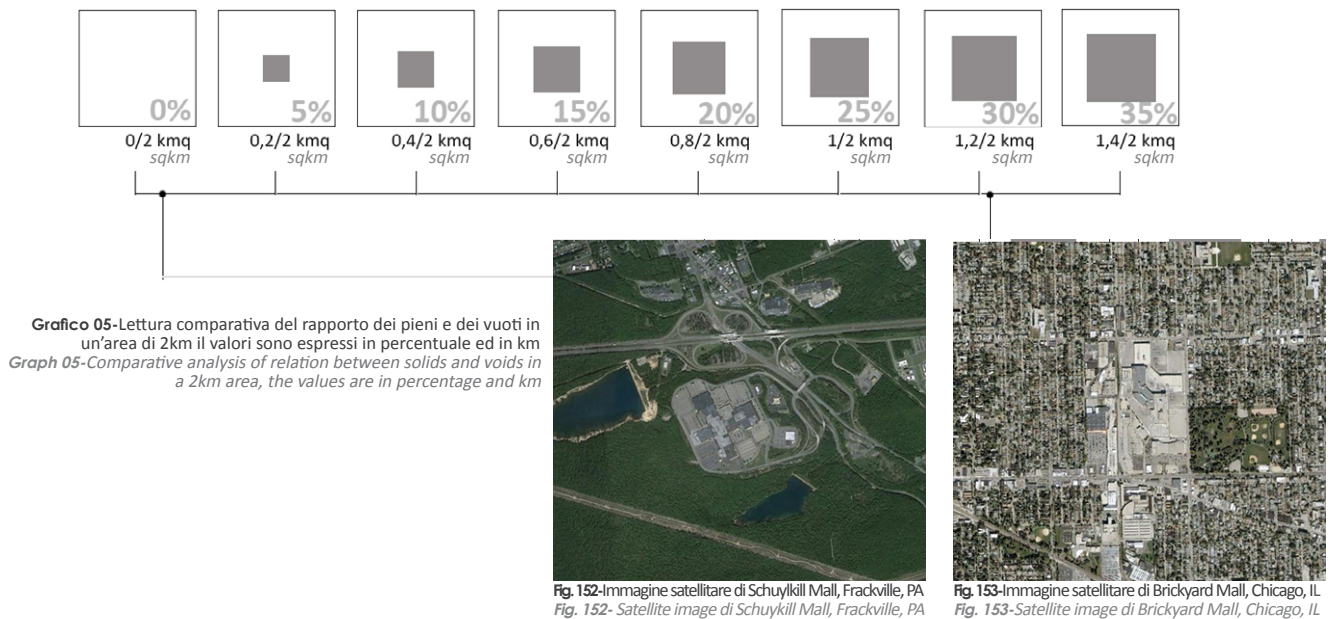 0% 5% 10% 15% 20% 25% 30% 35%
0/2 kmq 0,2/2 kmq 0,4/2 kmq 0,6/2 kmq 0,8/2 kmq 1/2 kmq 1,2/2 kmq 1,4/2 kmq
sqkm sqkm sqkm sqkm sqkm sqkm sqkm sqkm
Grafico 05-Lettura comparativa del rapporto dei pieni e dei vuoti in
un'area di 2km il valori sono espressi in percentuale ed in km
Graph 05-Comparative analysis of relation between solids and voids in
a 2km area, the values are in percentage and km
Fig. 152-Immagine satellitare di Schuylkill Mall, Frackville, PA
Fig. 152- Satellite image di Schuykill Mall, Frackville, PA
Fig. 153-Immagine satellitare di Brickyard Mall, Chicago, IL
Fig. 153-Satellite image di Brickyard Mall, Chicago, IL